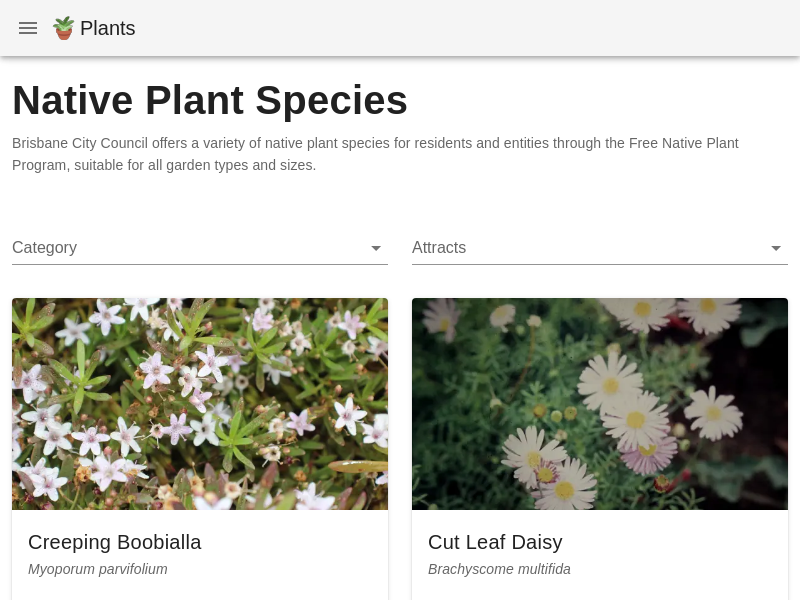 Plants
Native Plant Species
Brisbane City Council offers a variety of native plant species for residents and entities through the Free Native Plant
Program, suitable for all garden types and sizes.
Category
Attracts
Creeping Boobialla
Myoporum parvifolium
Cut Leaf Daisy
Brachyscome multifida